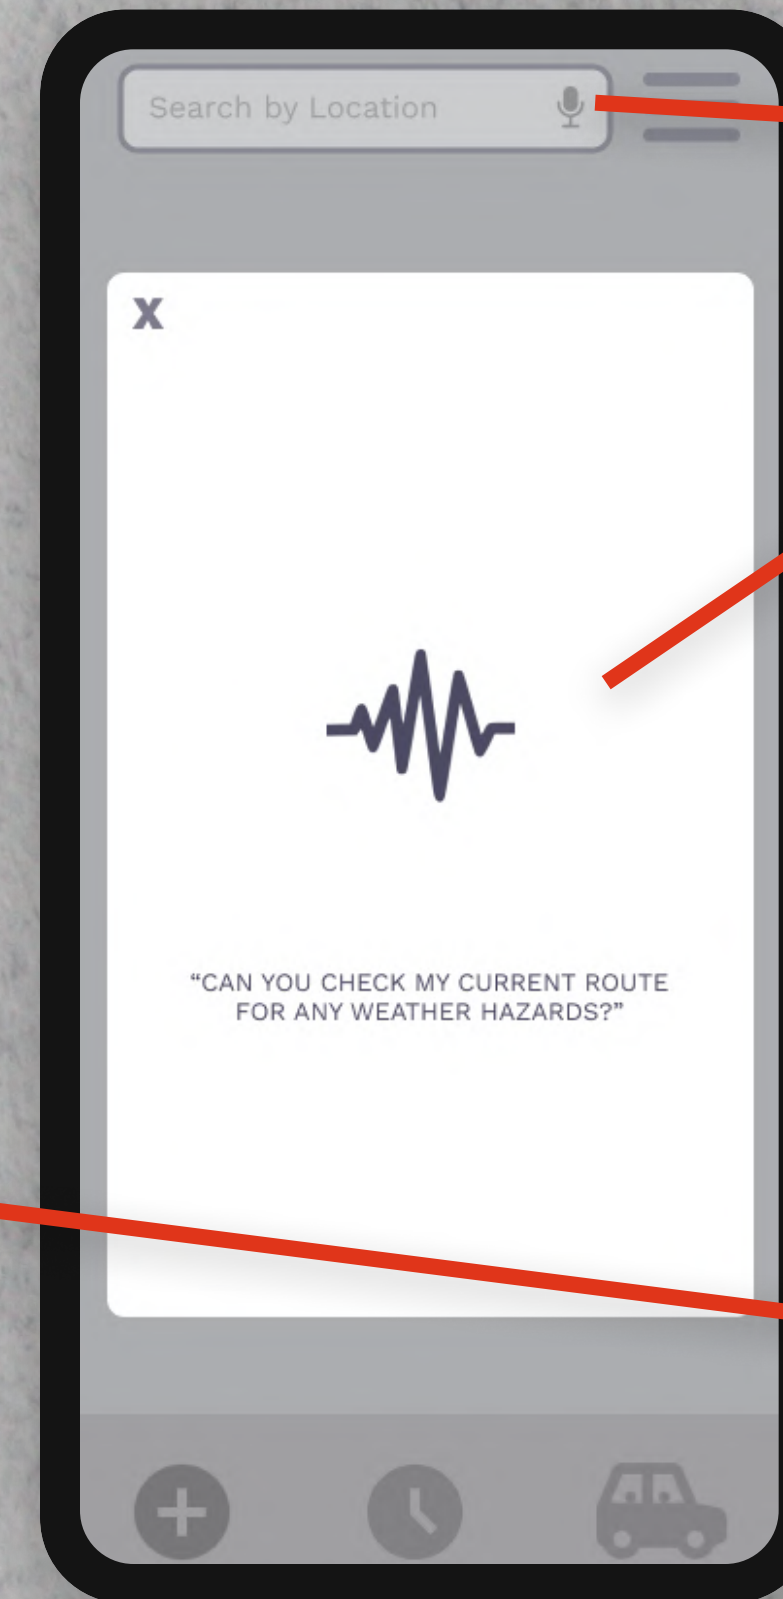 Search by Location
X
“CAN YOU CHECK MY CURRENT ROUTE
FOR ANY WEATHER HAZARDS?”